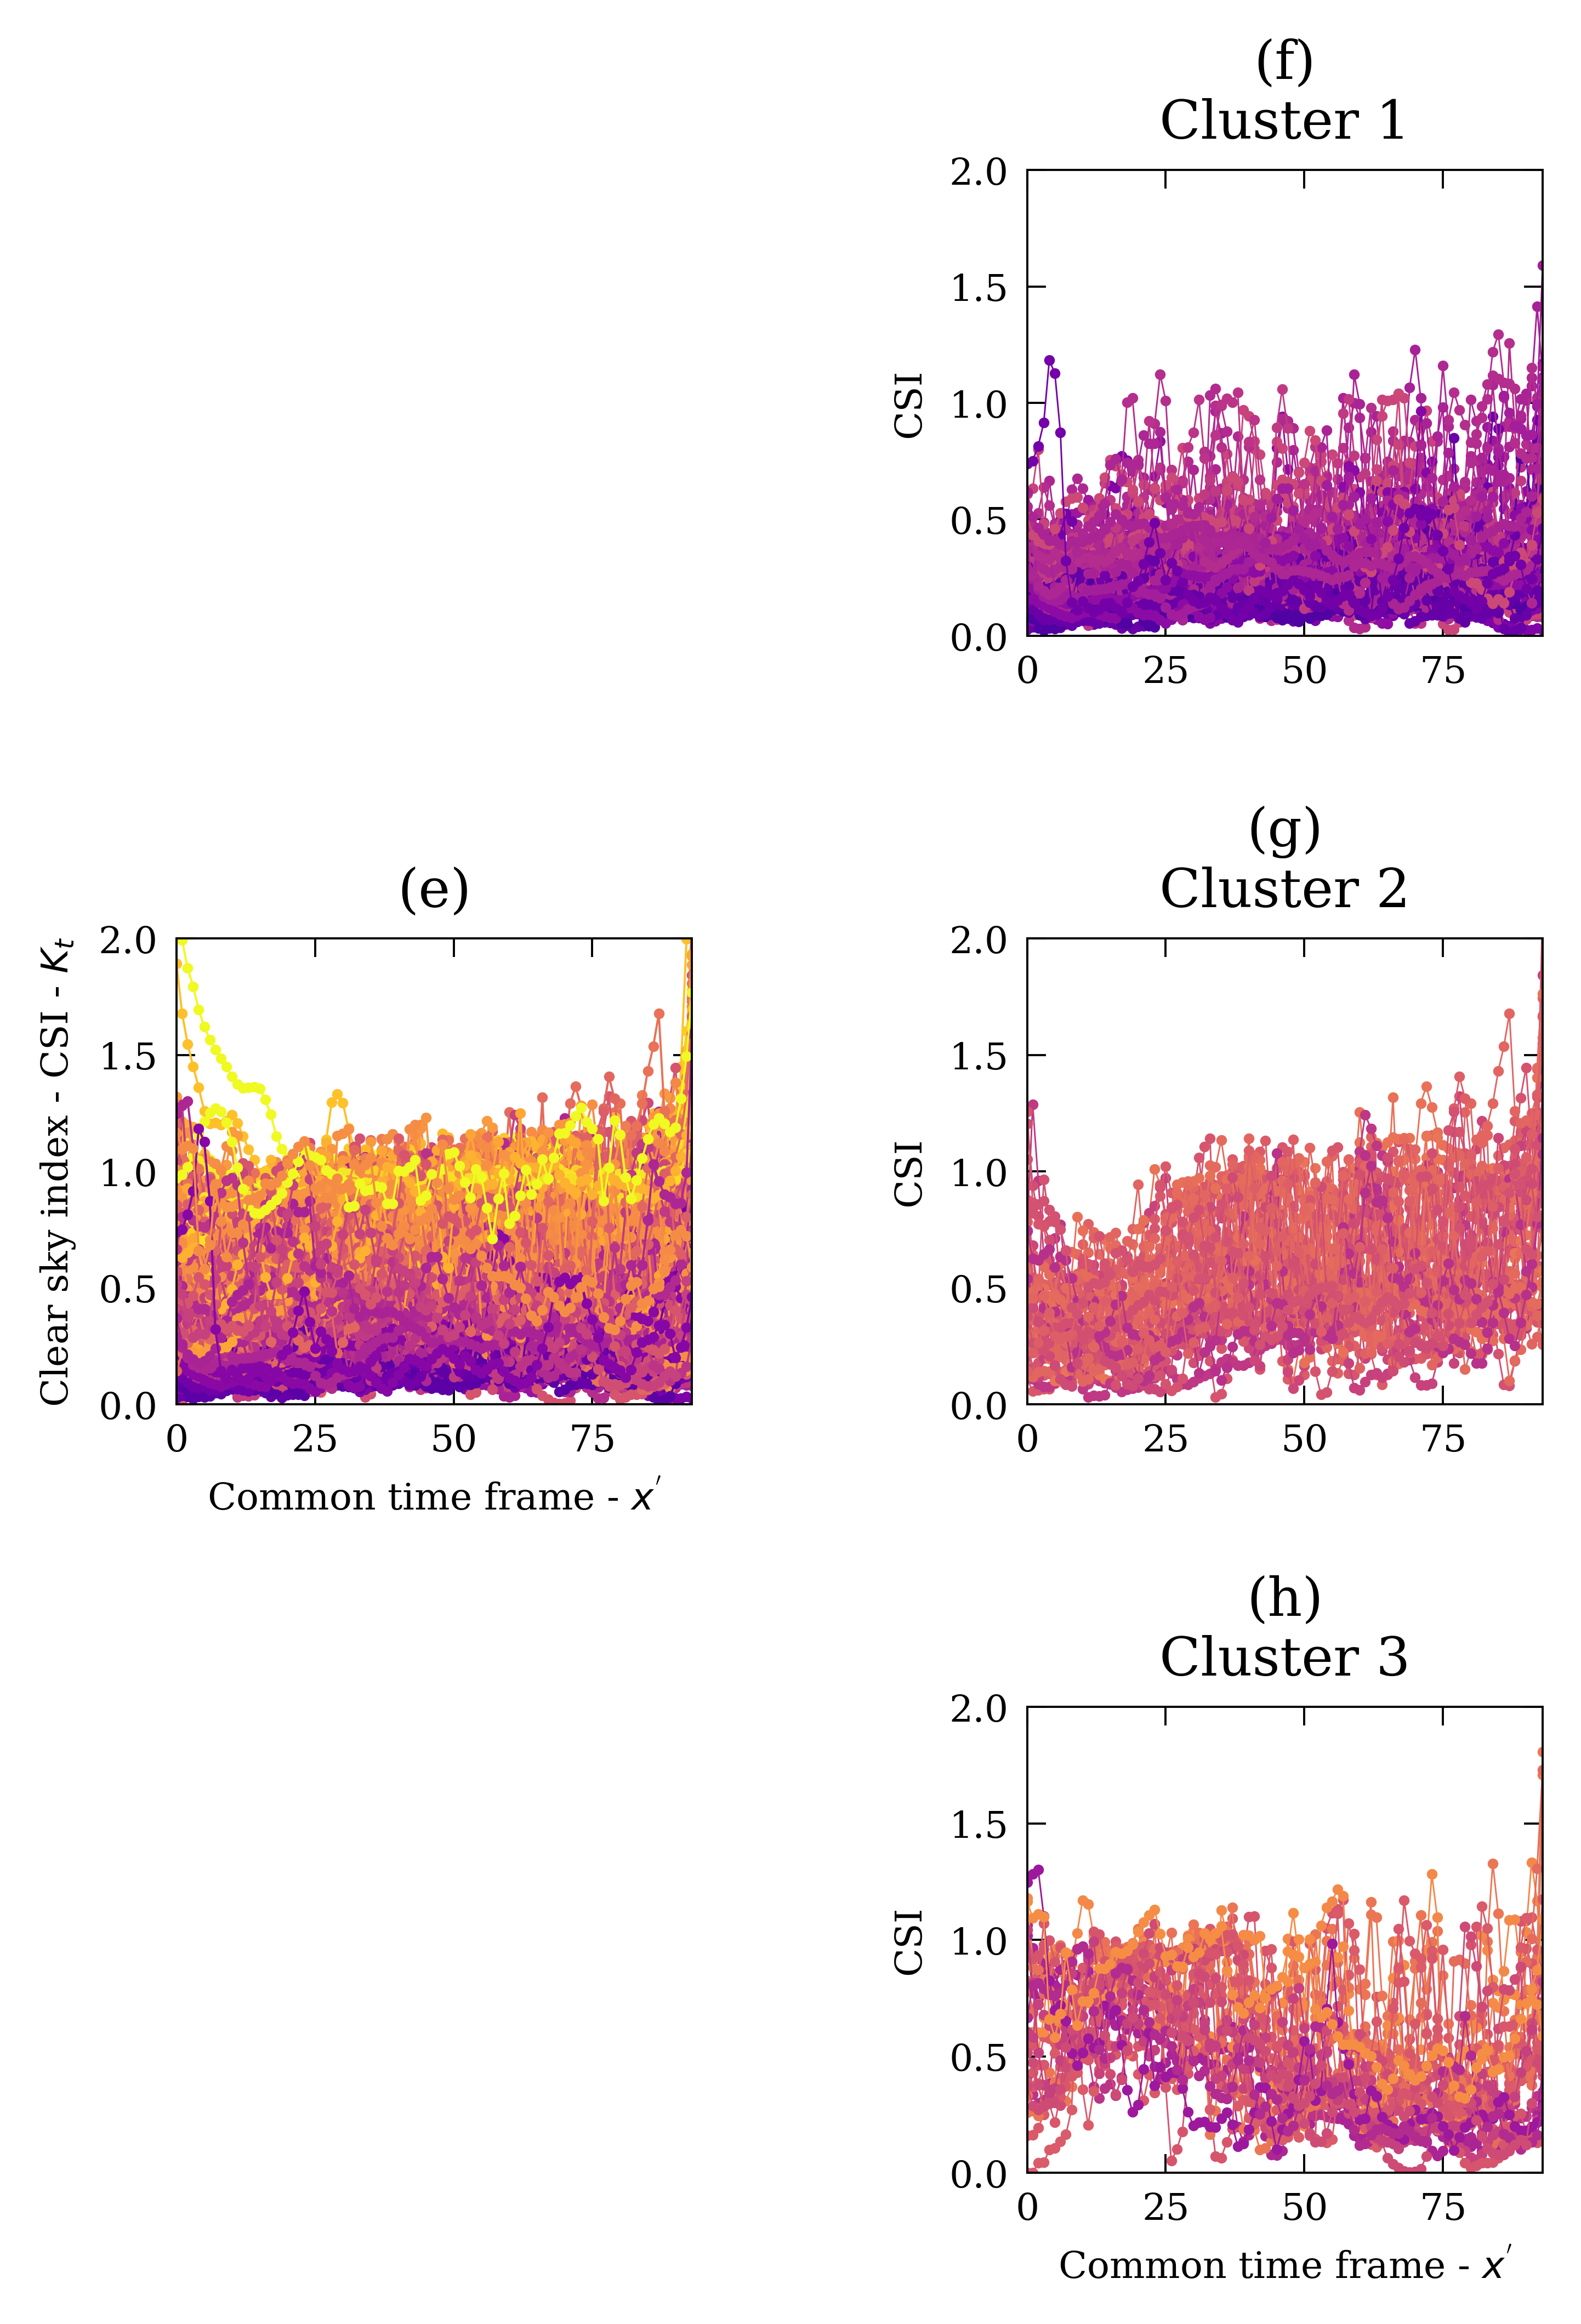 (f)
Cluster 1
2.0
1.5
1.0
0.5
0.0
CSI
0 25 50 75
(g)
Cluster 2
2.0
1.5
1.0
0.5
0.0
CSI
0 25 50 75
(e)
2.0
1.5
1.0
0.5
0.0
Clear sky index - CSI - K_t
0 25 50 75
Common time frame - x′
(h)
Cluster 3
2.0
1.5
1.0
0.5
0.0
CSI
0 25 50 75
Common time frame - x′